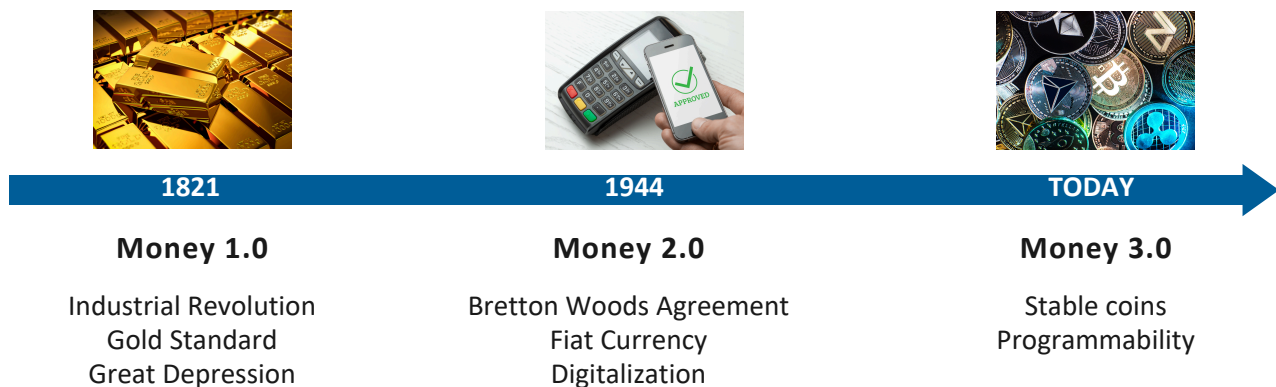 APPROVED
1821
1944
TODAY
Money 1.0
Money 2.0
Money 3.0
Industrial Revolution
Gold Standard
Great Depression
Bretton Woods Agreement
Fiat Currency
Digitalization
Stable coins
Programmability